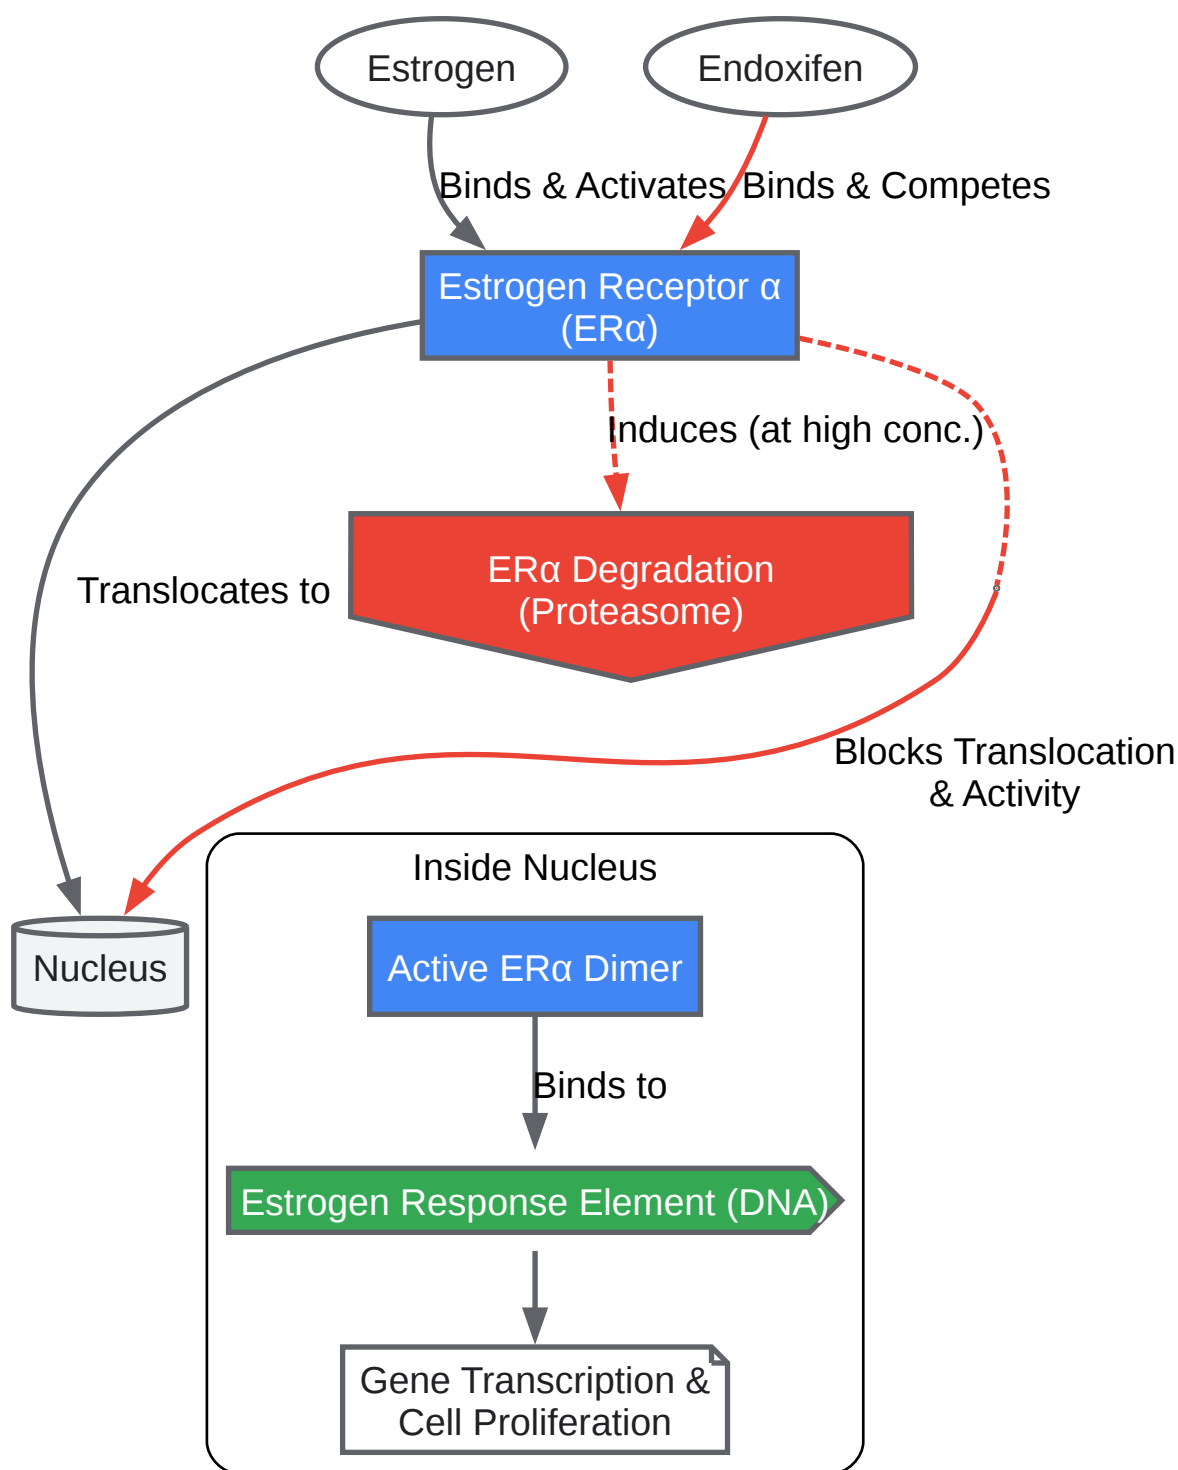 Estrogen
Endoxifen
Binds & Activates
Binds & Competes
Estrogen Receptor α
(ERα)
Induces (at high conc.)
ERα Degradation
(Proteasome)
Translocates to
Blocks Translocation
& Activity
Inside Nucleus
Nucleus
Active ERα Dimer
Binds to
Estrogen Response Element (DNA)
Gene Transcription &
Cell Proliferation